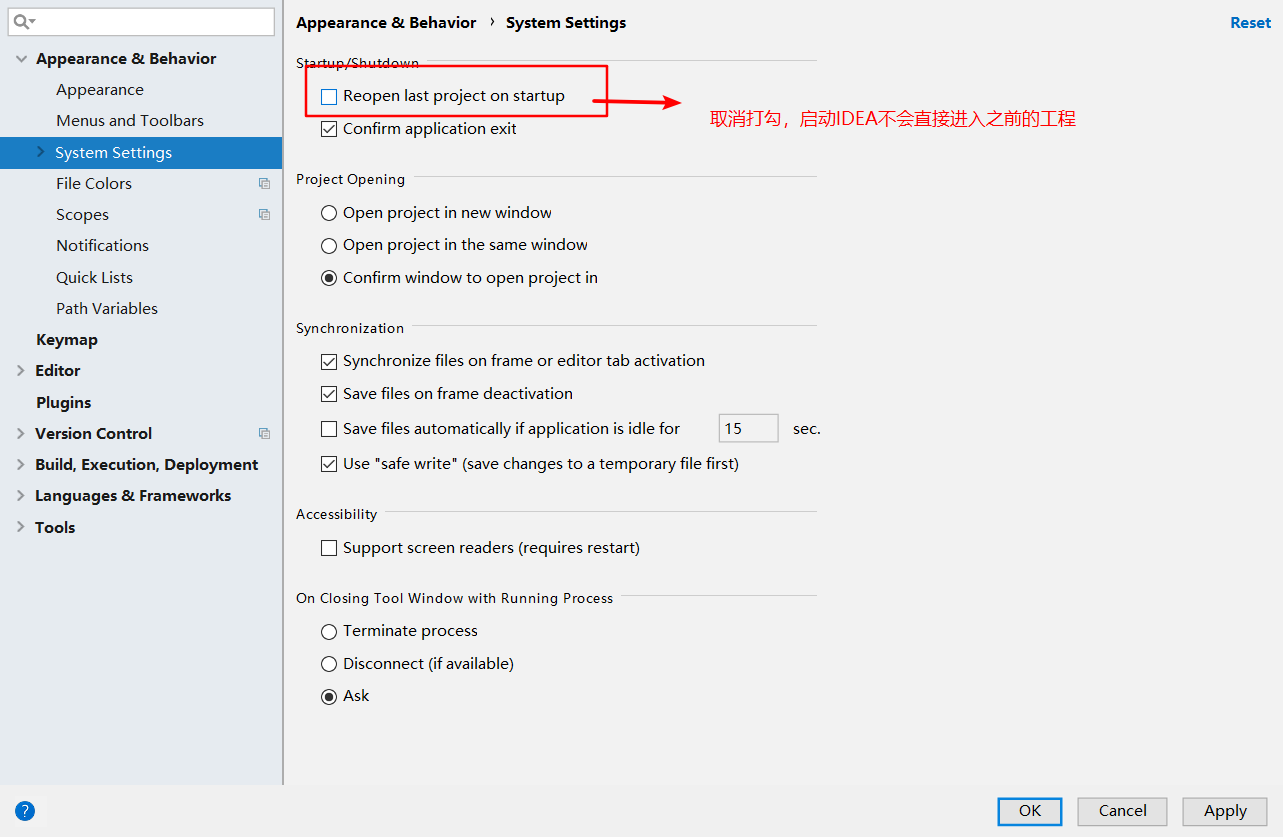 Appearance & Behavior
Appearance
Menus and Toolbars
System Settings
File Colors
Scopes
Notifications
Quick Lists
Path Variables
Keymap
Editor
Plugins
Version Control
Build, Execution, Deployment
Languages & Frameworks
Tools
Appearance & Behavior › System Settings
Reset
Startup/Shutdown
Reopen last project on startup
取消打勾，启动IDEA不会直接进入之前的工程
Confirm application exit
Project Opening
Open project in new window
Open project in the same window
Confirm window to open project in
Synchronization
Synchronize files on frame or editor tab activation
Save files on frame deactivation
Save files automatically if application is idle for 15 sec.
Use "safe write" (save changes to a temporary file first)
Accessibility
Support screen readers (requires restart)
On Closing Tool Window with Running Process
Terminate process
Disconnect (if available)
Ask
?
OK
Cancel
Apply